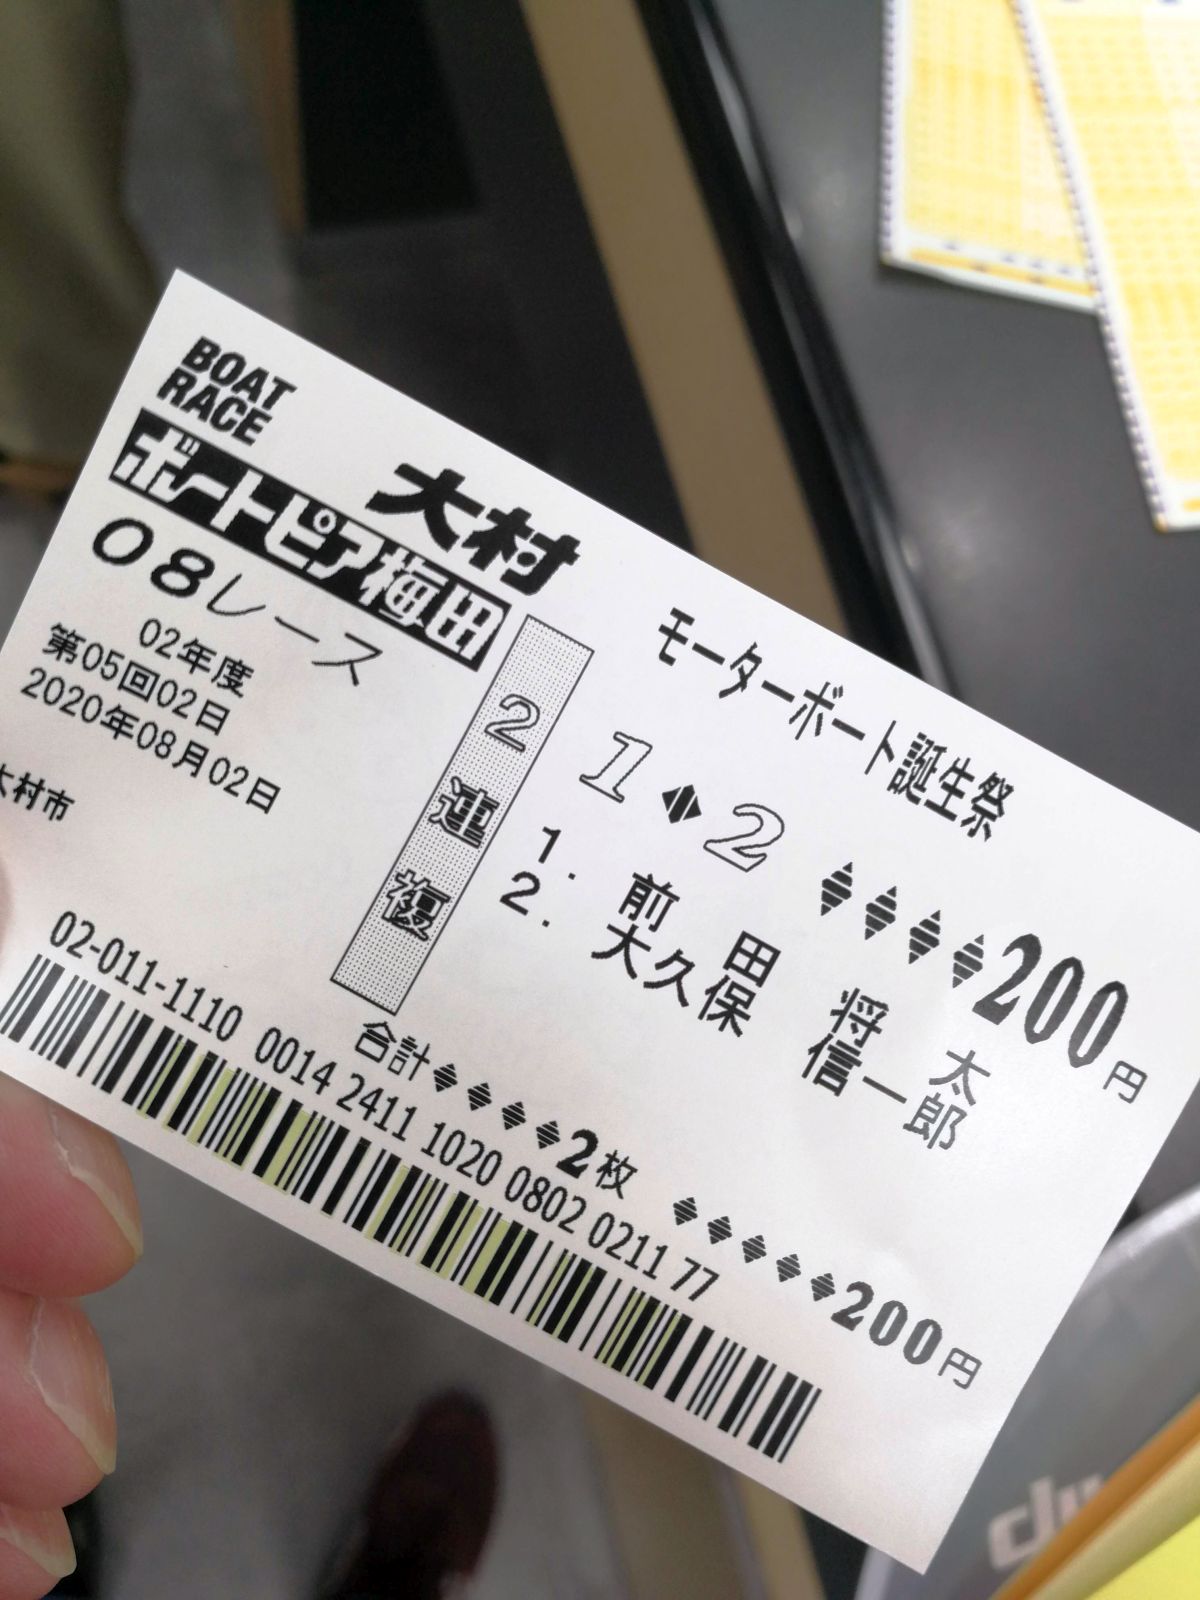 BOAT
RACE
ボートピア梅田
大村
08レース
02年度
第05回02日
2020年08月02日
大村市
モーターボート誕生祭
2連複
1◆2 ◆◆◆◆200円
1. 前田 将太
2. 大久保 信一郎
合計◆◆◆◆2枚 ◆◆◆◆◆200円
02-011-1110 0014 2411 1020 0802 0211 77